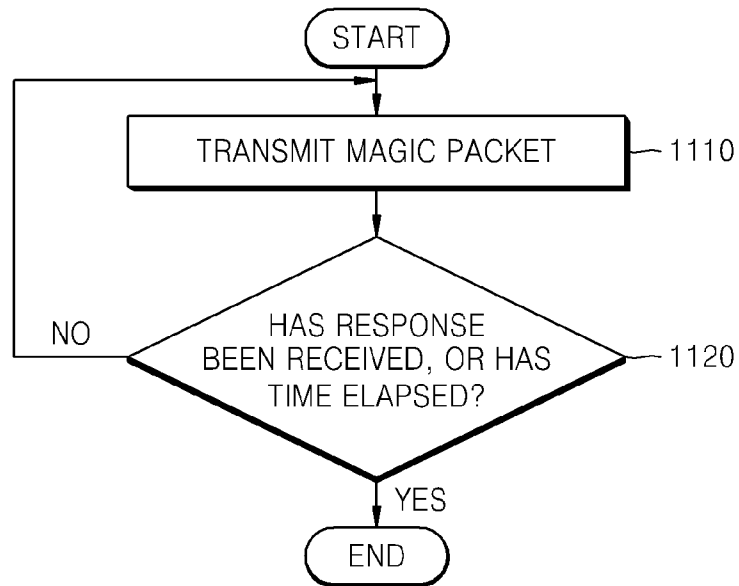 START
TRANSMIT MAGIC PACKET
1110
HAS RESPONSE
BEEN RECEIVED, OR HAS
TIME ELAPSED?
1120
NO
YES
END